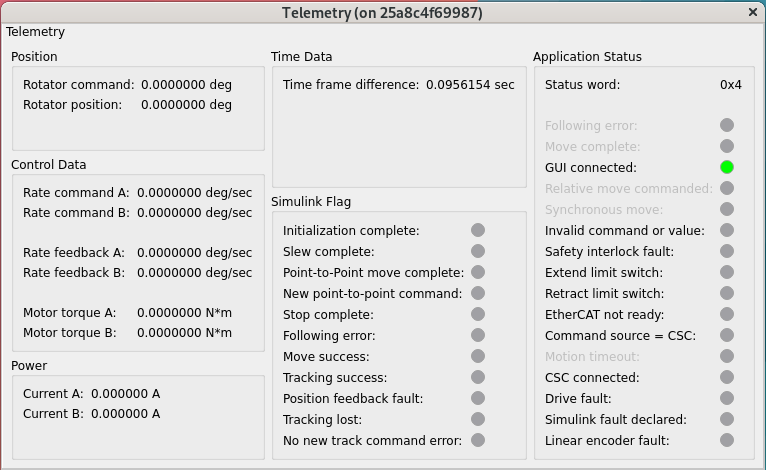 Telemetry (on 25a8c4f69987)
Telemetry
Position
Rotator command: 0.0000000 deg
Rotator position: 0.0000000 deg
Control Data
Rate command A: 0.0000000 deg/sec
Rate command B: 0.0000000 deg/sec
Rate feedback A: 0.0000000 deg/sec
Rate feedback B: 0.0000000 deg/sec
Motor torque A: 0.0000000 N*m
Motor torque B: 0.0000000 N*m
Power
Current A: 0.000000 A
Current B: 0.000000 A
Time Data
Time frame difference: 0.0956154 sec
Simulink Flag
Initialization complete:
Slew complete:
Point-to-Point move complete:
New point-to-point command:
Stop complete:
Following error:
Move success:
Tracking success:
Position feedback fault:
Tracking lost:
No new track command error:
Application Status
Status word: 0x4
Following error:
Move complete:
GUI connected:
Relative move commanded:
Synchronous move:
Invalid command or value:
Safety interlock fault:
Extend limit switch:
Retract limit switch:
EtherCAT not ready:
Command source = CSC:
Motion timeout:
CSC connected:
Drive fault:
Simulink fault declared:
Linear encoder fault: